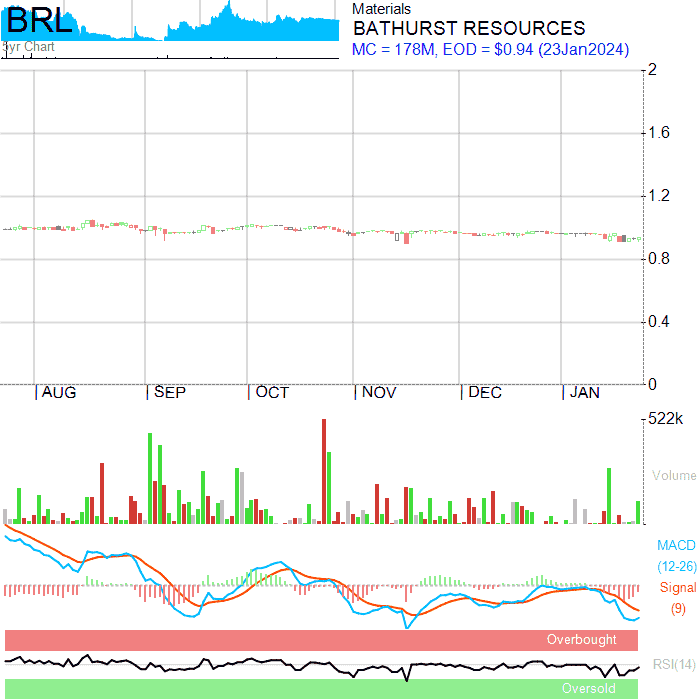 BRL
5yr Chart
Materials
BATHURST RESOURCES
MC = 178M, EOD = $0.94 (23Jan2024)
2
1.6
1.2
0.8
0.4
0
AUG SEP OCT NOV DEC JAN
522k
Volume
MACD
(12-26)
Signal
(9)
Overbought
RSI(14)
Oversold